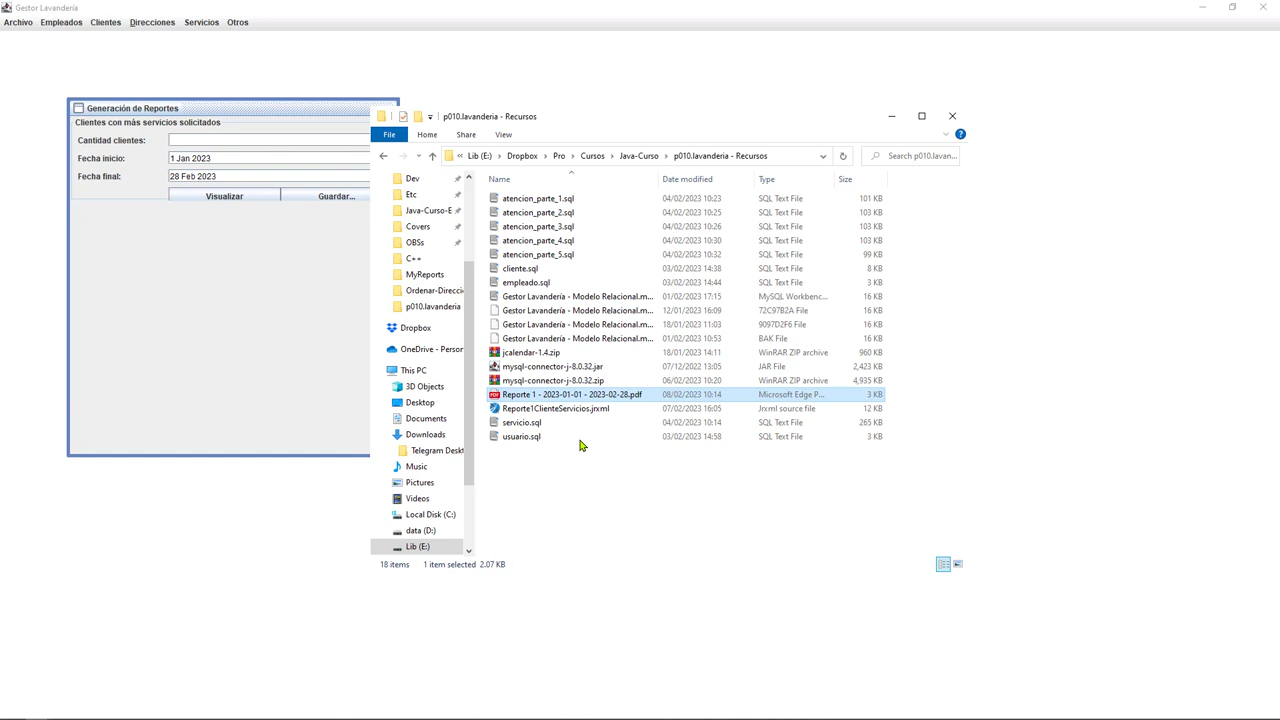 Gestor Lavandería
Archivo Empleados Clientes Direcciones Servicios Otros
Generación de Reportes
Clientes con más servicios solicitados
Cantidad clientes:
Fecha inicio: 1 Jan 2023
Fecha final: 28 Feb 2023
Visualizar Guardar...
p010.lavanderia - Recursos
File Home Share View
« Lib (E:) › Dropbox › Pro › Cursos › Java-Curso › p010.lavanderia - Recursos
Search p010.lavan...
Dev
Etc
Java-Curso-E
Covers
OBSs
C++
MyReports
Ordenar-Direcci
p010.lavanderia
Dropbox
OneDrive - Person
This PC
3D Objects
Desktop
Documents
Downloads
Telegram Deskt
Music
Pictures
Videos
Local Disk (C:)
data (D:)
Lib (E:)
Name Date modified Type Size
atencion_parte_1.sql 04/02/2023 10:23 SQL Text File 101 KB
atencion_parte_2.sql 04/02/2023 10:25 SQL Text File 103 KB
atencion_parte_3.sql 04/02/2023 10:26 SQL Text File 103 KB
atencion_parte_4.sql 04/02/2023 10:30 SQL Text File 103 KB
atencion_parte_5.sql 04/02/2023 10:32 SQL Text File 99 KB
cliente.sql 03/02/2023 14:38 SQL Text File 8 KB
empleado.sql 03/02/2023 14:44 SQL Text File 3 KB
Gestor Lavandería - Modelo Relacional.m... 01/02/2023 17:15 MySQL Workbenc... 16 KB
Gestor Lavandería - Modelo Relacional.m... 12/01/2023 16:09 72C97B2A File 16 KB
Gestor Lavandería - Modelo Relacional.m... 18/01/2023 11:03 9097D2F6 File 16 KB
Gestor Lavandería - Modelo Relacional.m... 01/02/2023 10:53 BAK File 16 KB
jcalendar-1.4.zip 18/01/2023 14:11 WinRAR ZIP archive 960 KB
mysql-connector-j-8.0.32.jar 07/12/2022 13:05 JAR File 2,423 KB
mysql-connector-j-8.0.32.zip 06/02/2023 10:20 WinRAR ZIP archive 4,935 KB
Reporte 1 - 2023-01-01 - 2023-02-28.pdf 08/02/2023 10:14 Microsoft Edge P... 3 KB
Reporte1ClienteServicios.jrxml 07/02/2023 16:05 Jrxml source file 12 KB
servicio.sql 04/02/2023 10:14 SQL Text File 265 KB
usuario.sql 03/02/2023 14:58 SQL Text File 3 KB
18 items 1 item selected 2.07 KB